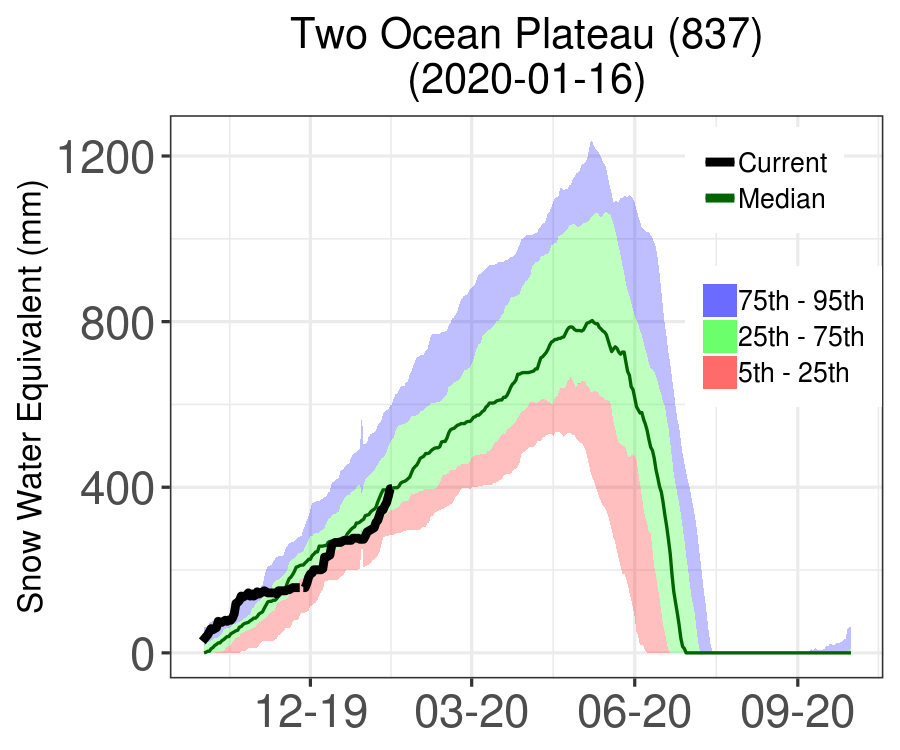 Two Ocean Plateau (837)
(2020-01-16)
Snow Water Equivalent (mm)
1200
800
400
0
Current
Median
75th - 95th
25th - 75th
5th - 25th
12-19
03-20
06-20
09-20